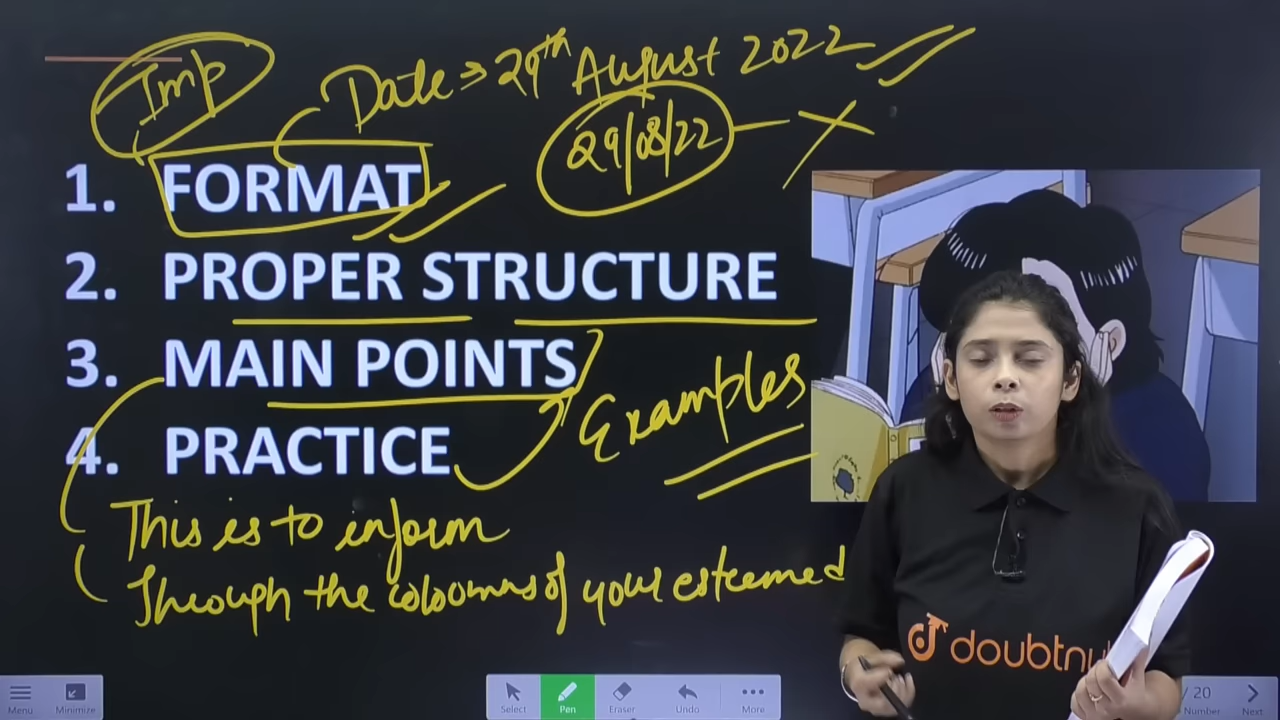 Imp
Date → 29th August 2022
29/08/22
1. FORMAT
2. PROPER STRUCTURE
3. MAIN POINTS
Examples
4. PRACTICE
This is to inform
Through the coloumns of your esteemed
doubtnu
Menu
Minimize
Select
Pen
Eraser
Undo
More
/ 20
Number
Next